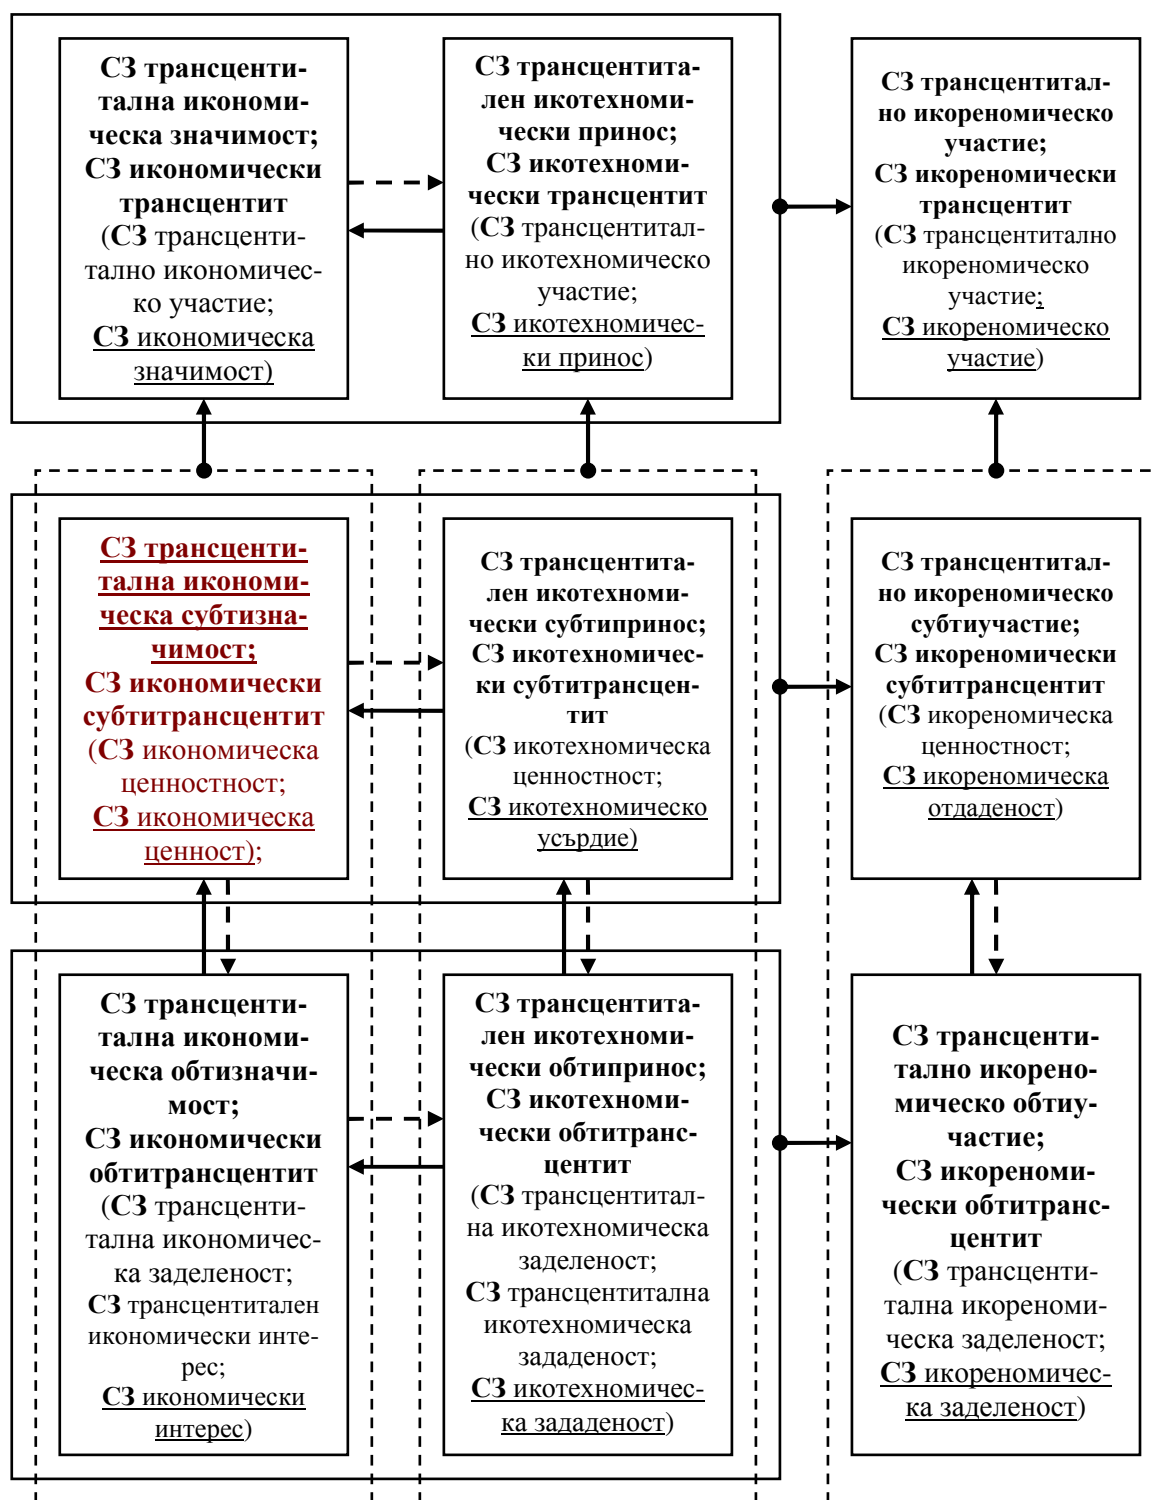 СЗ трансценти-
тална икономи-
ческа значимост;
СЗ икономически
трансцентит
(СЗ трансценти-
тално икономичес-
ко участие;
СЗ икономическа
значимост)
СЗ трансцентита-
лен икотехноми-
чески принос;
СЗ икотехноми-
чески трансцентит
(СЗ трансцентитал-
но икотехномическо
участие;
СЗ икотехномичес-
ки принос)
СЗ трансцентитал-
но икореномическо
участие;
СЗ икореномически
трансцентит
(СЗ трансцентитално
икореномическо
участие;
СЗ икореномическо
участие)
СЗ трансценти-
тална икономи-
ческа субтизна-
чимост;
СЗ икономически
субтитрансцентит
(СЗ икономическа
ценностност;
СЗ икономическа
ценност);
СЗ трансцентита-
лен икотехноми-
чески субтипринос;
СЗ икотехномичес-
ки субтитрансцен-
тит
(СЗ икотехномическа
ценностност;
СЗ икотехномическо
усърдие)
СЗ трансцентитал-
но икореномическо
субтиучастие;
СЗ икореномически
субтитрансцентит
(СЗ икореномическа
ценностност;
СЗ икореномическа
отдаденост)
СЗ трансценти-
тална икономи-
ческа обтизначи-
мост;
СЗ икономически
обтитрансцентит
(СЗ трансценти-
тална икономичес-
ка заделеност;
СЗ трансцентитален
икономически инте-
рес;
СЗ икономически
интерес)
СЗ трансцентита-
лен икотехноми-
чески обтипринос;
СЗ икотехноми-
чески обтитранс-
центит
(СЗ трансцентитал-
на икотехномическа
заделеност;
СЗ трансцентитална
икотехномическа
зададеност;
СЗ икотехномичес-
ка зададеност)
СЗ трансценти-
тално икорено-
мическо обтиу-
частие;
СЗ икореноми-
чески обтитранс-
центит
(СЗ трансценти-
тална икореноми-
ческа заделеност;
СЗ икореномичес-
ка заделеност)